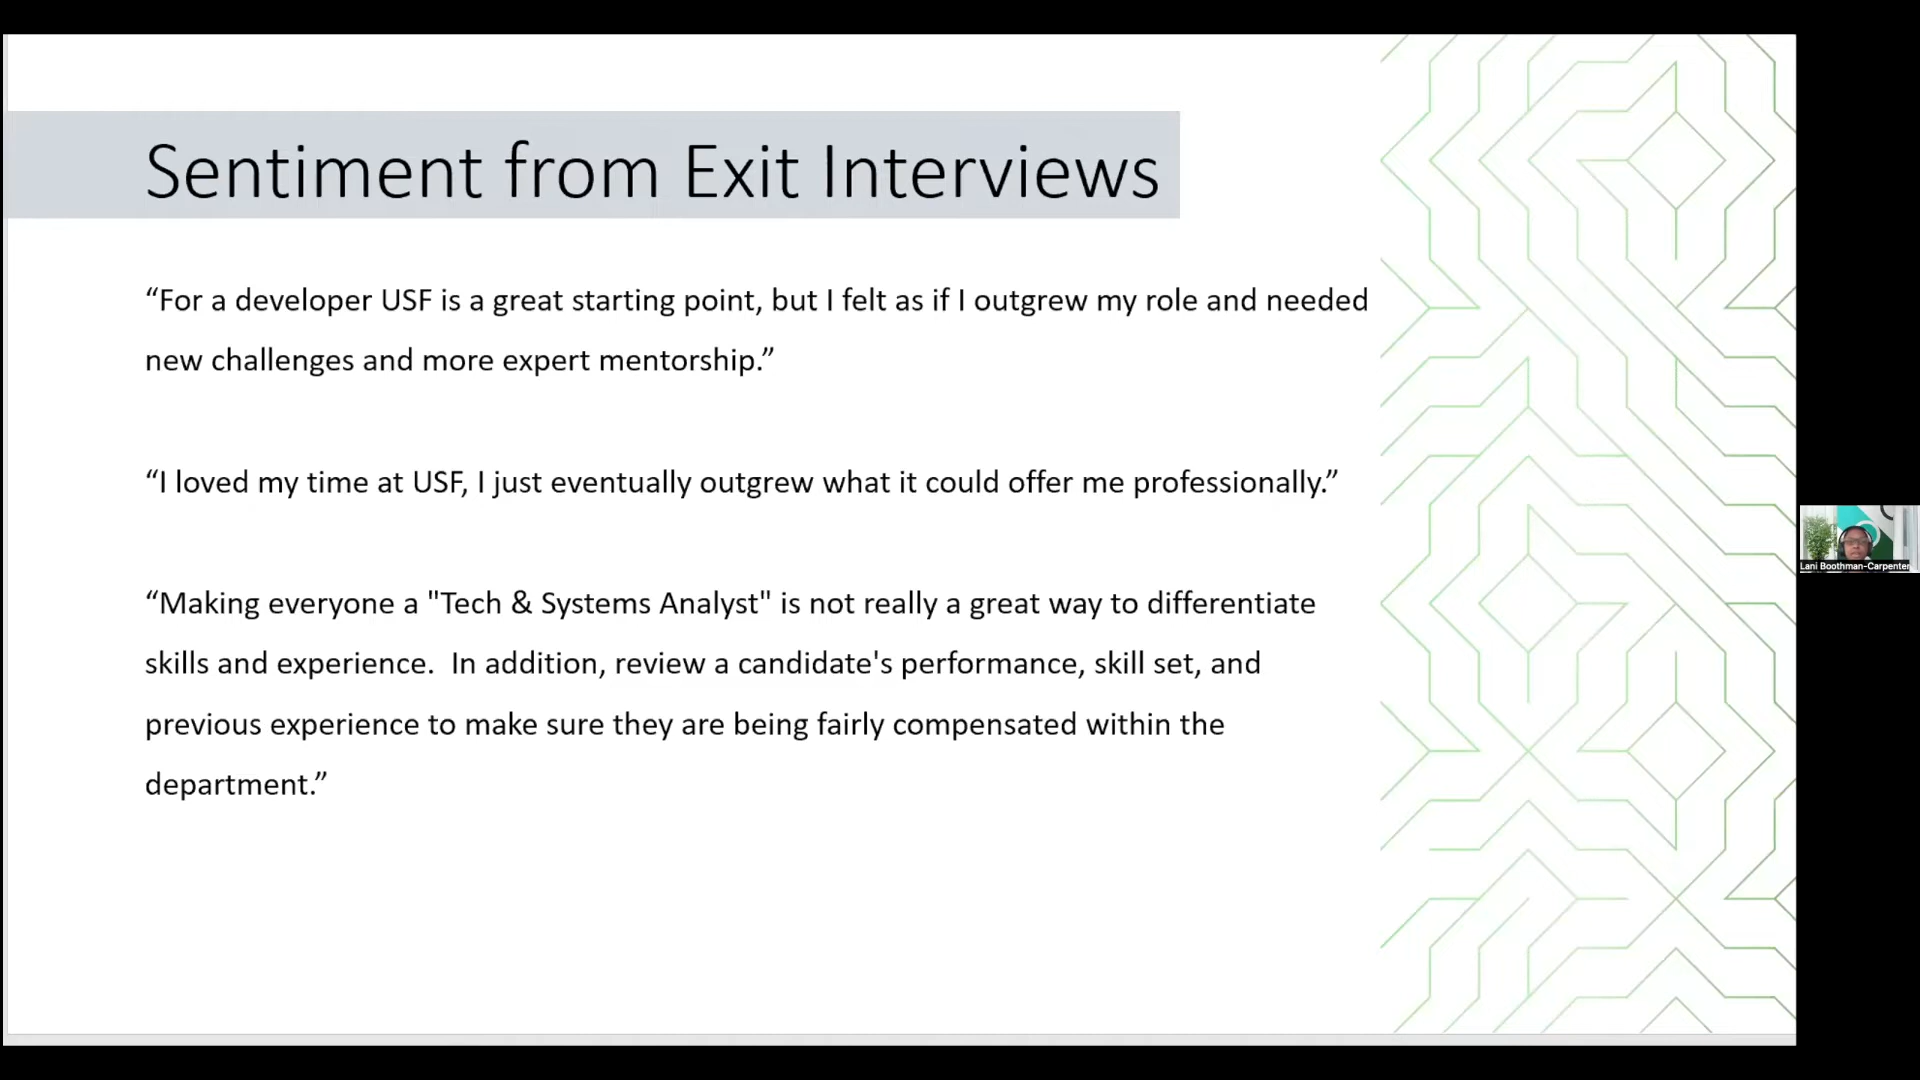 Sentiment from Exit Interviews
“For a developer USF is a great starting point, but I felt as if I outgrew my role and needed
new challenges and more expert mentorship.”
“I loved my time at USF, I just eventually outgrew what it could offer me professionally.”
“Making everyone a "Tech & Systems Analyst" is not really a great way to differentiate
skills and experience.  In addition, review a candidate's performance, skill set, and
previous experience to make sure they are being fairly compensated within the
department.”
Lani Boothman-Carpenter